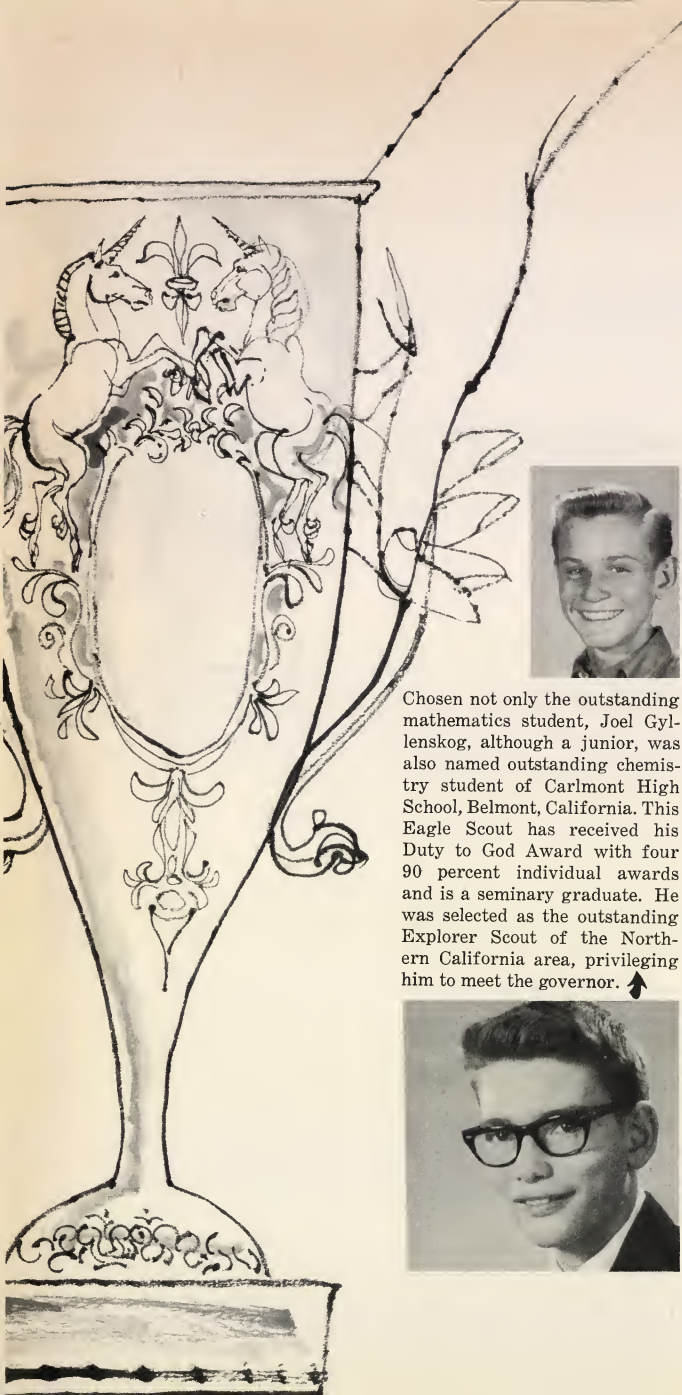 Chosen not only the outstanding
mathematics student, Joel Gyl-
lenskog, although a junior, was
also named outstanding chemis-
try student of Carlmont High
School, Belmont, California. This
Eagle Scout has received his
Duty to God Award with four
90 percent individual awards
and is a seminary graduate. He
was selected as the outstanding
Explorer Scout of the North-
ern California area, privileging
him to meet the governor.